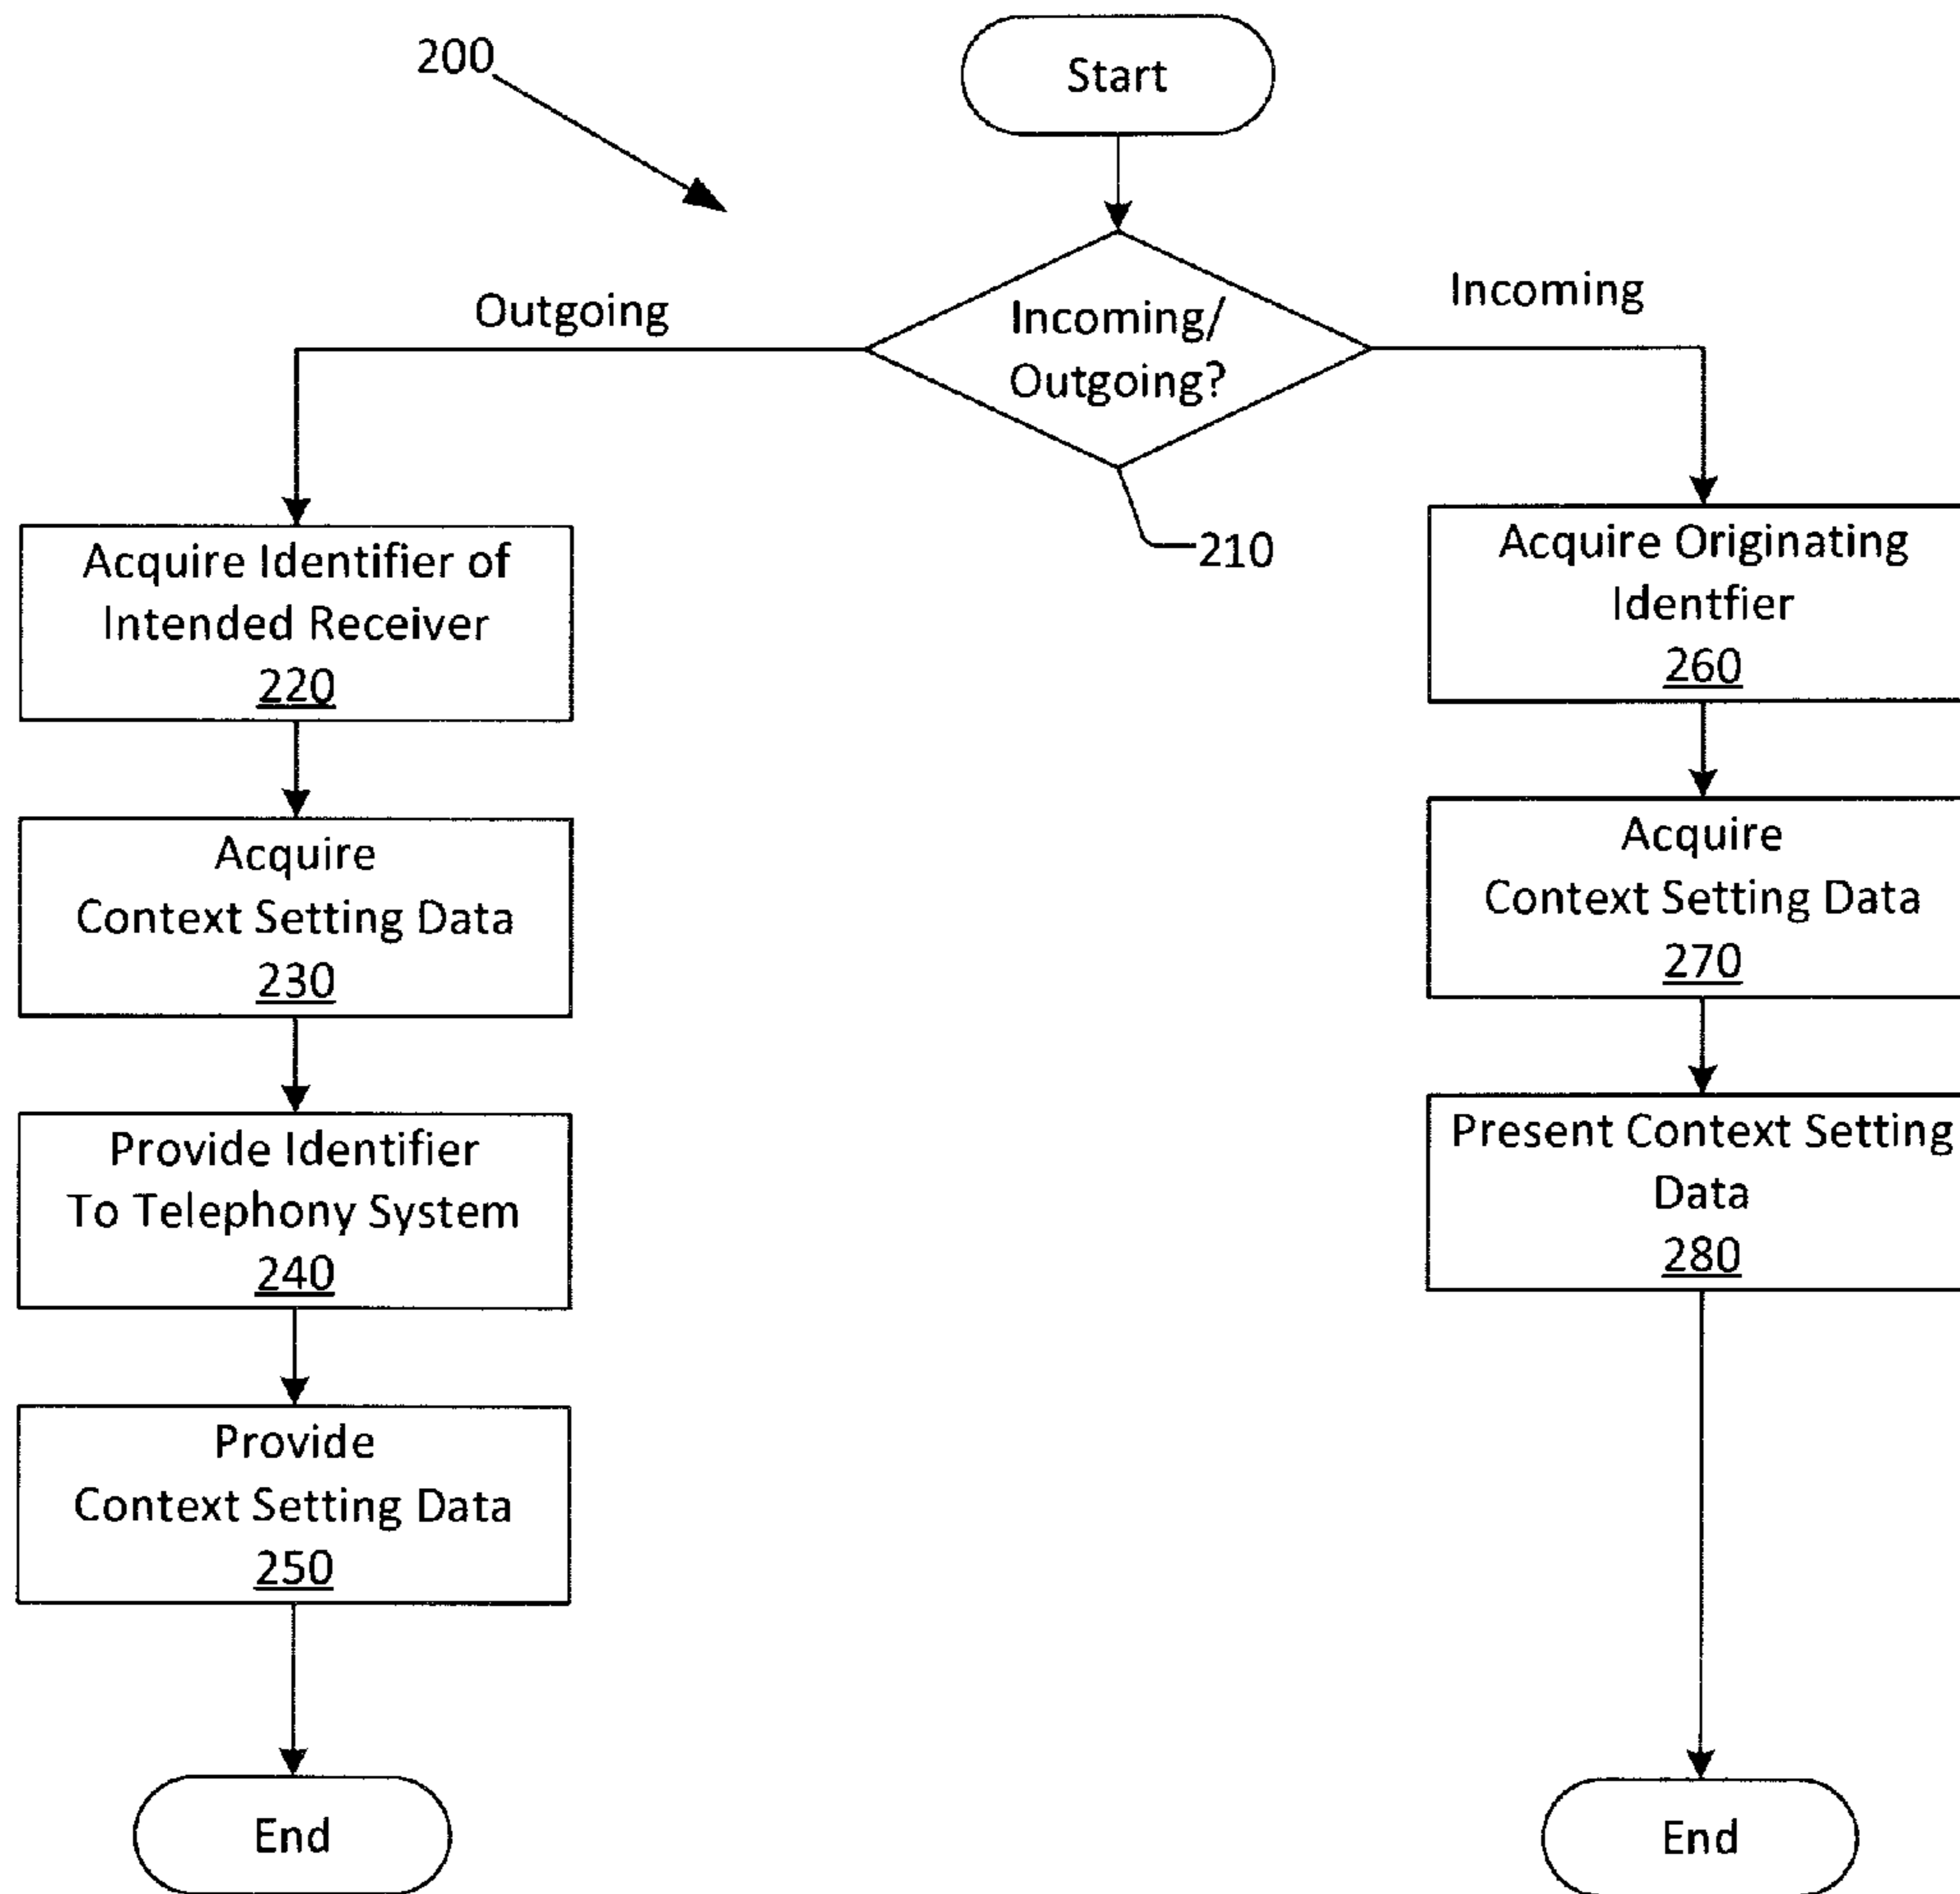 200
Start
Incoming/
Outgoing?
210
Outgoing
Incoming
Acquire Identifier of
Intended Receiver
220
Acquire
Context Setting Data
230
Provide Identifier
To Telephony System
240
Provide
Context Setting Data
250
End
Acquire Originating
Identfier
260
Acquire
Context Setting Data
270
Present Context Setting
Data
280
End